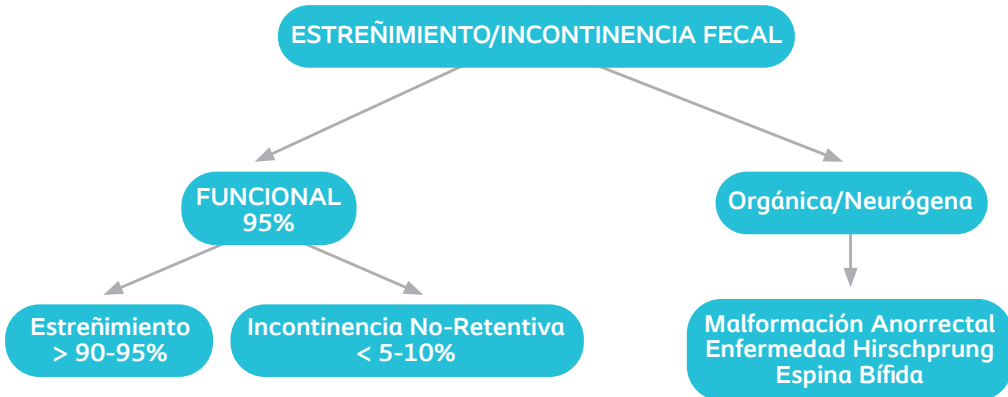 ESTREÑIMIENTO/INCONTINENCIA FECAL
FUNCIONAL
95%
Orgánica/Neurógena
Estreñimiento
> 90-95%
Incontinencia No-Retentiva
< 5-10%
Malformación Anorrectal
Enfermedad Hirschprung
Espina Bífida